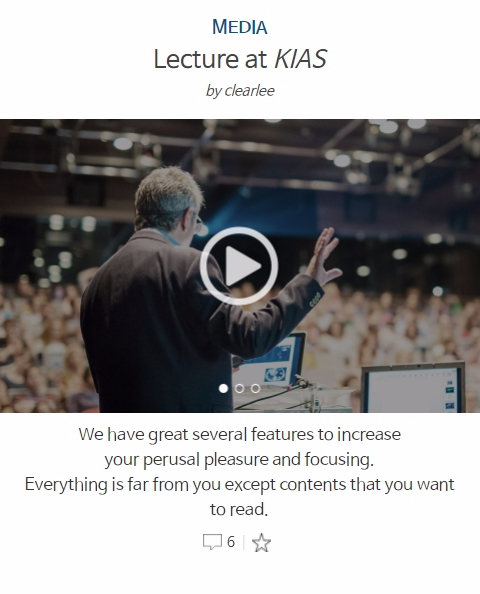 MEDIA
Lecture at KIAS
by clearlee
We have great several features to increase
your perusal pleasure and focusing.
Everything is far from you except contents that you want
to read.
6